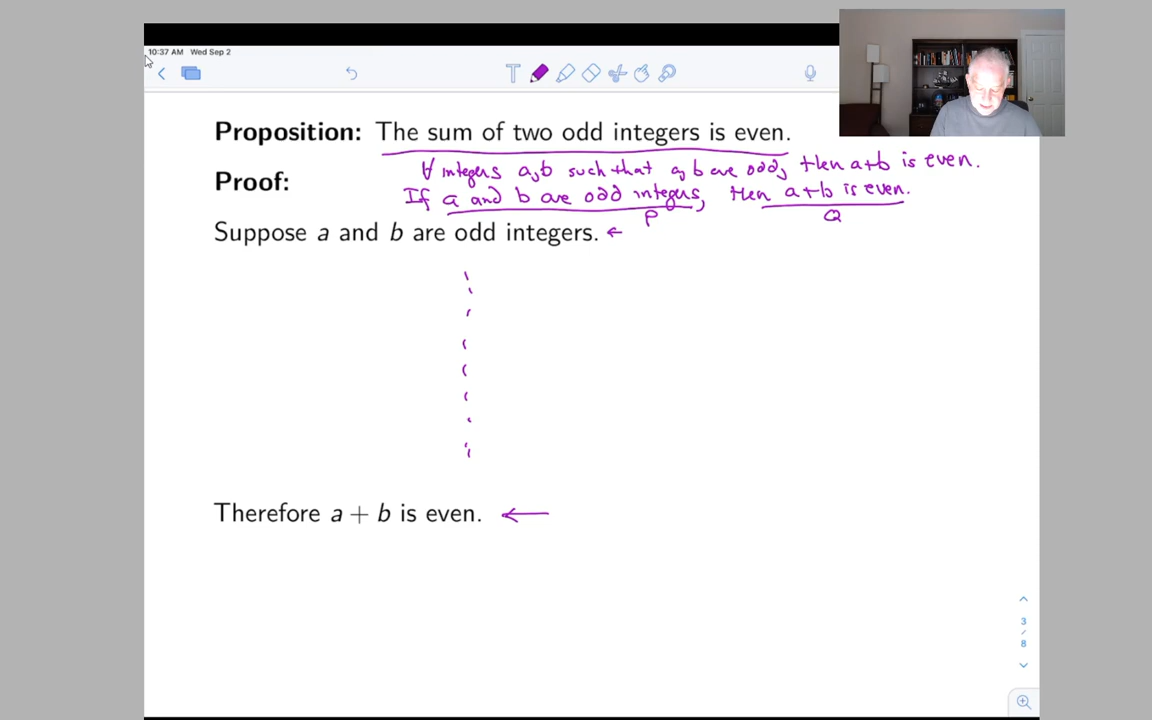 10:37 AM Wed Sep 2
T
Proposition: The sum of two odd integers is even.
∀ integers a,b such that a, b are odd, then a+b is even.
Proof:
If a and b are odd integers, then a+b is even.
P Q
Suppose a and b are odd integers. ←
Therefore a + b is even. ←
3
/
8